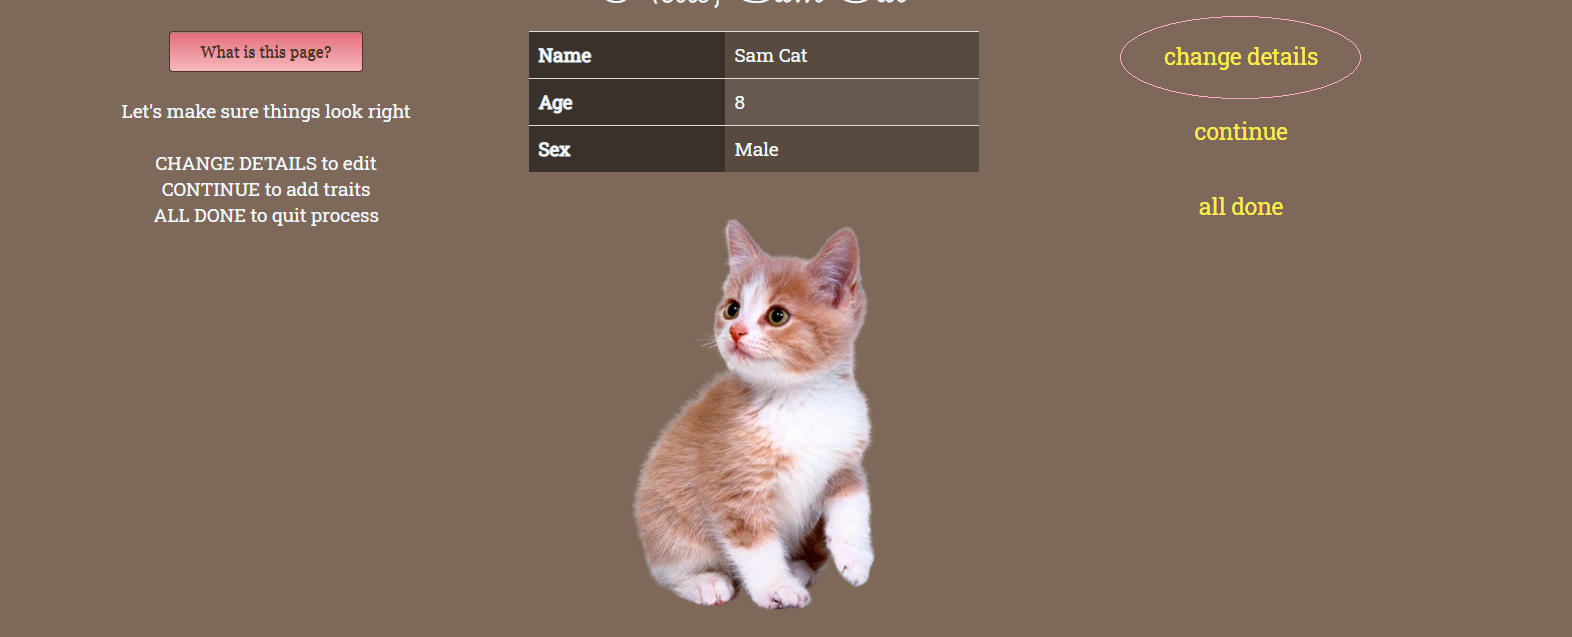 What is this page?
Let's make sure things look right
CHANGE DETAILS to edit
CONTINUE to add traits
ALL DONE to quit process
Name Sam Cat
Age 8
Sex Male
change details
continue
all done